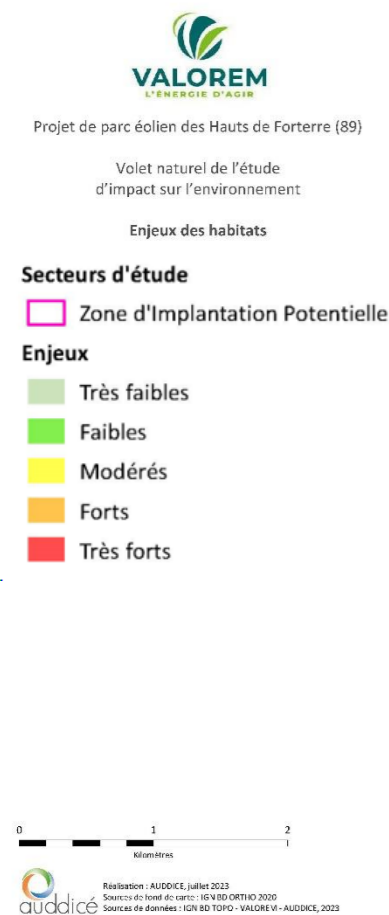 VALOREM
L'ÉNERGIE D'AGIR
Projet de parc éolien des Hauts de Forterre (89)
Volet naturel de l'étude
d'impact sur l'environnement
Enjeux des habitats
Secteurs d'étude
Zone d'Implantation Potentielle
Enjeux
Très faibles
Faibles
Modérés
Forts
Très forts
0 1 2
Kilomètres
auddicé
Réalisation : AUDDICE, juillet 2023
Sources de fond de carte : IGN BD ORTHO 2020
Sources de données : IGN BD TOPO - VALOREM - AUDDICE, 2023